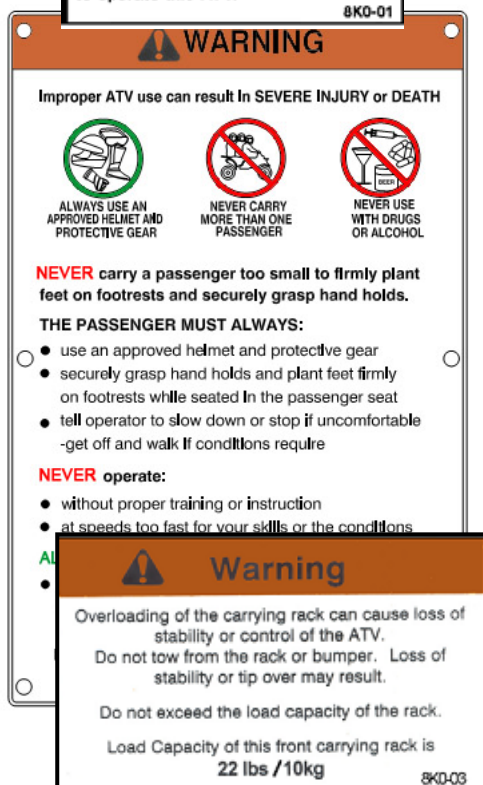 8K0-01
WARNING
Improper ATV use can result in SEVERE INJURY or DEATH
ALWAYS USE AN
APPROVED HELMET AND
PROTECTIVE GEAR
NEVER CARRY
MORE THAN ONE
PASSENGER
NEVER USE
WITH DRUGS
OR ALCOHOL
BEER
NEVER carry a passenger too small to firmly plant
feet on footrests and securely grasp hand holds.
THE PASSENGER MUST ALWAYS:
● use an approved helmet and protective gear
● securely grasp hand holds and plant feet firmly
on footrests while seated in the passenger seat
● tell operator to slow down or stop if uncomfortable
-get off and walk if conditions require
NEVER operate:
● without proper training or instruction
● at speeds too fast for your skills or the conditions
Warning
Overloading of the carrying rack can cause loss of
stability or control of the ATV.
Do not tow from the rack or bumper. Loss of
stability or tip over may result.
Do not exceed the load capacity of the rack.
Load Capacity of this front carrying rack is
22 lbs /10kg
8K0-03